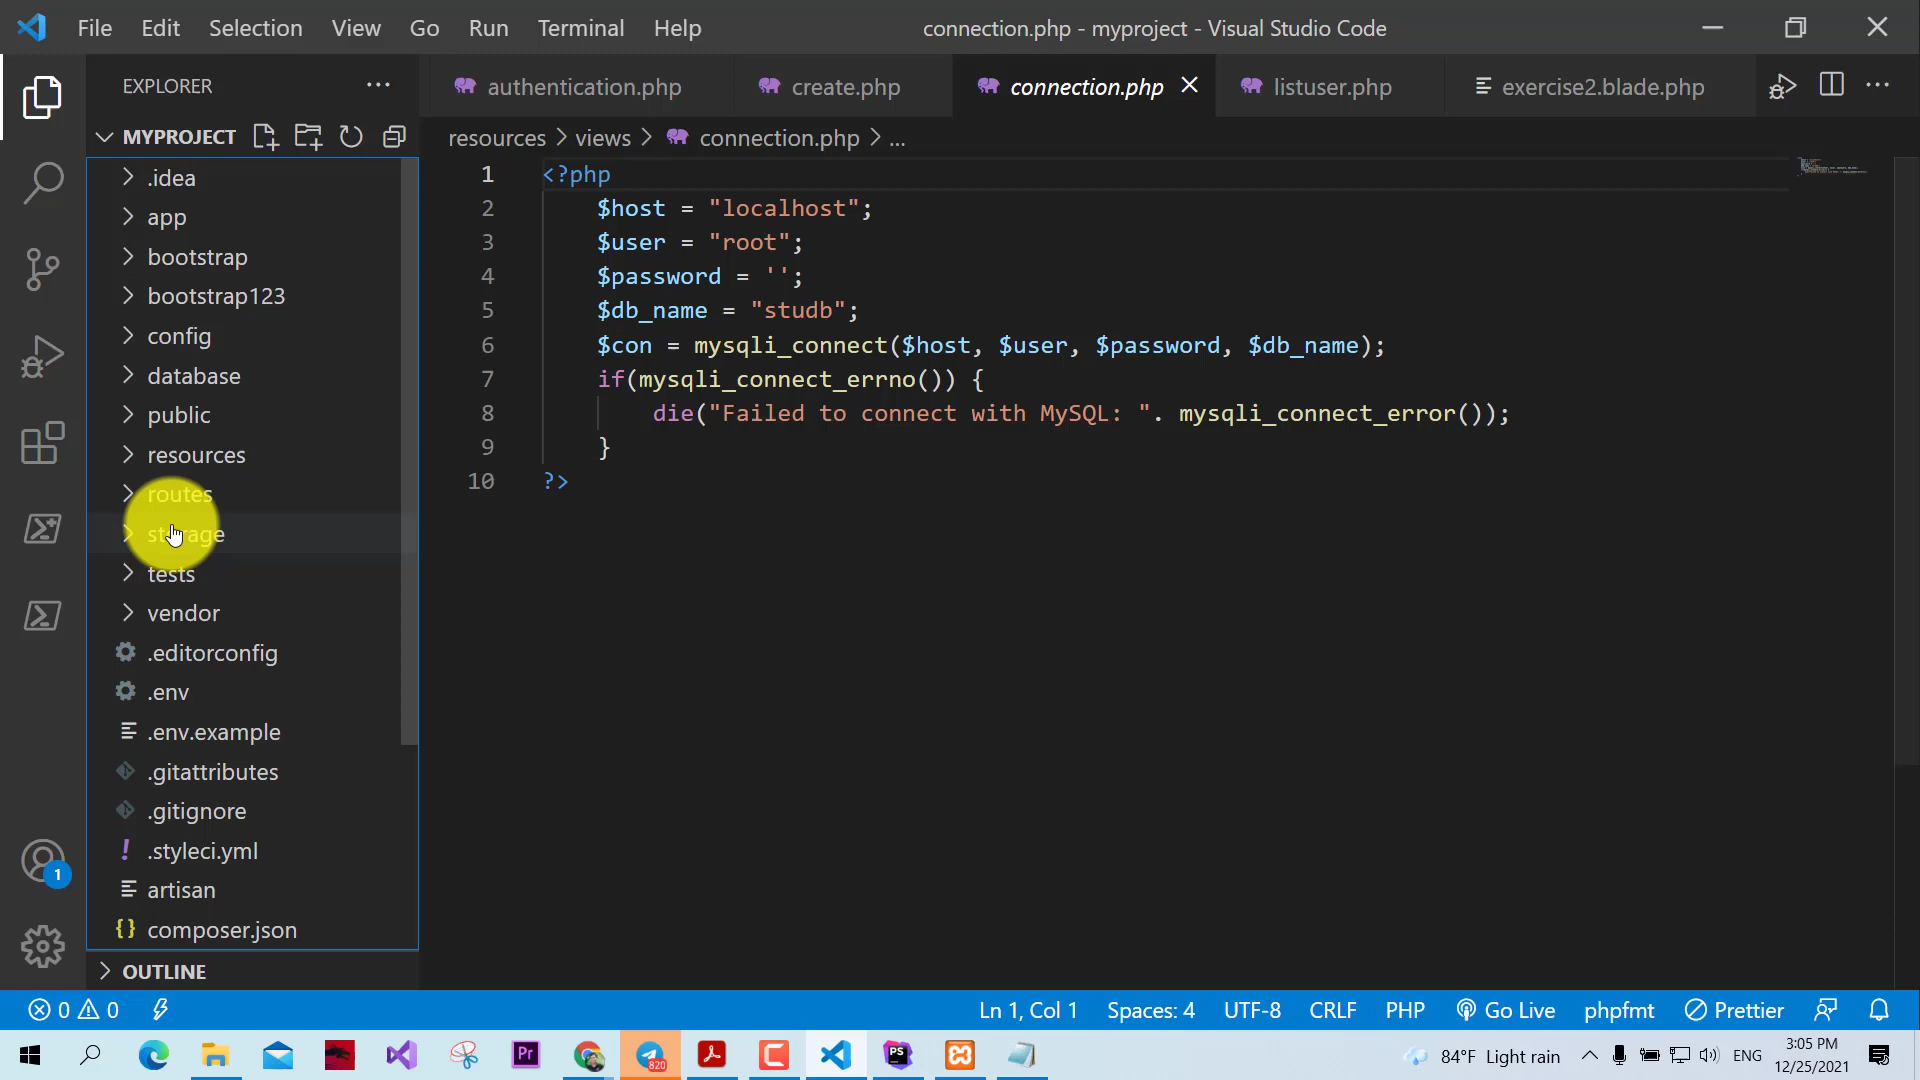 File Edit Selection View Go Run Terminal Help connection.php - myproject - Visual Studio Code
EXPLORER
authentication.php create.php connection.php listuser.php exercise2.blade.php
MYPROJECT
resources > views > connection.php > ...
.idea
app
bootstrap
bootstrap123
config
database
public
resources
routes
storage
tests
vendor
.editorconfig
.env
.env.example
.gitattributes
.gitignore
.styleci.yml
artisan
composer.json
OUTLINE
1 <?php
2 $host = "localhost";
3 $user = "root";
4 $password = '';
5 $db_name = "studb";
6 $con = mysqli_connect($host, $user, $password, $db_name);
7 if(mysqli_connect_errno()) {
8 die("Failed to connect with MySQL: ". mysqli_connect_error());
9 }
10 ?>
1
0 0 Ln 1, Col 1 Spaces: 4 UTF-8 CRLF PHP Go Live phpfmt Prettier
Pr 820 PS 84°F Light rain ENG 3:05 PM
12/25/2021